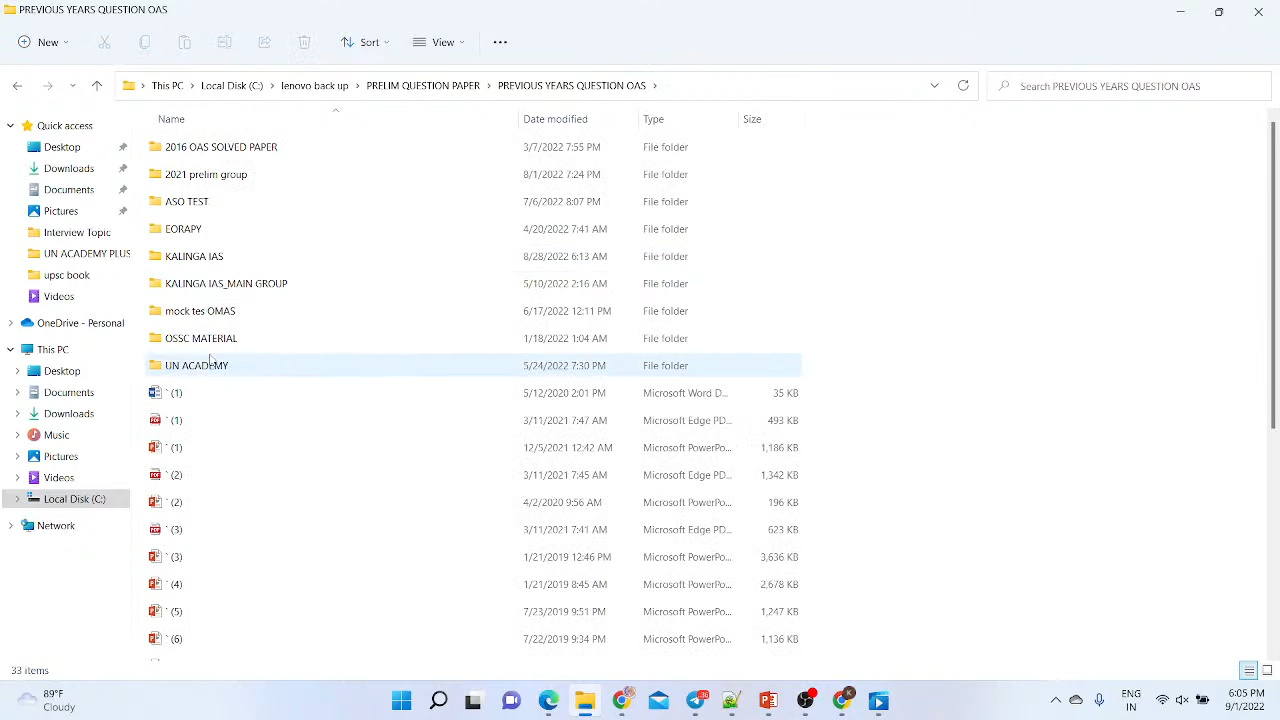 PREVIOUS YEARS QUESTION OAS
New Sort View
This PC Local Disk (C:) lenovo back up PRELIM QUESTION PAPER PREVIOUS YEARS QUESTION OAS Search PREVIOUS YEARS QUESTION OAS
Name Date modified Type Size
Quick access
Desktop
Downloads
Documents
Pictures
Interview Topic
UN ACADEMY PLUS
upsc book
Videos
OneDrive - Personal
This PC
Desktop
Documents
Downloads
Music
Pictures
Videos
Local Disk (C:)
Network
2016 OAS SOLVED PAPER 3/7/2022 7:55 PM File folder
2021 prelim group 8/1/2022 7:24 PM File folder
ASO TEST 7/6/2022 8:07 PM File folder
EORAPY 4/20/2022 7:41 AM File folder
KALINGA IAS 8/28/2022 6:13 AM File folder
KALINGA IAS_MAIN GROUP 5/10/2022 2:16 AM File folder
mock tes OMAS 6/17/2022 12:11 PM File folder
OSSC MATERIAL 1/18/2022 1:04 AM File folder
UN ACADEMY 5/24/2022 7:30 PM File folder
` (1) 5/12/2020 2:01 PM Microsoft Word D... 35 KB
` (1) 3/11/2021 7:47 AM Microsoft Edge PD... 493 KB
` (1) 12/5/2021 12:42 AM Microsoft PowerPo... 1,186 KB
` (2) 3/11/2021 7:45 AM Microsoft Edge PD... 1,342 KB
` (2) 4/2/2020 9:56 AM Microsoft PowerPo... 196 KB
` (3) 3/11/2021 7:41 AM Microsoft Edge PD... 623 KB
` (3) 1/21/2019 12:46 PM Microsoft PowerPo... 3,636 KB
` (4) 1/21/2019 8:45 AM Microsoft PowerPo... 2,678 KB
` (5) 7/23/2019 9:51 PM Microsoft PowerPo... 1,247 KB
` (6) 7/22/2019 9:34 PM Microsoft PowerPo... 1,136 KB
33 items
89°F
Cloudy
38
K
ENG
IN
6:05 PM
9/1/2022